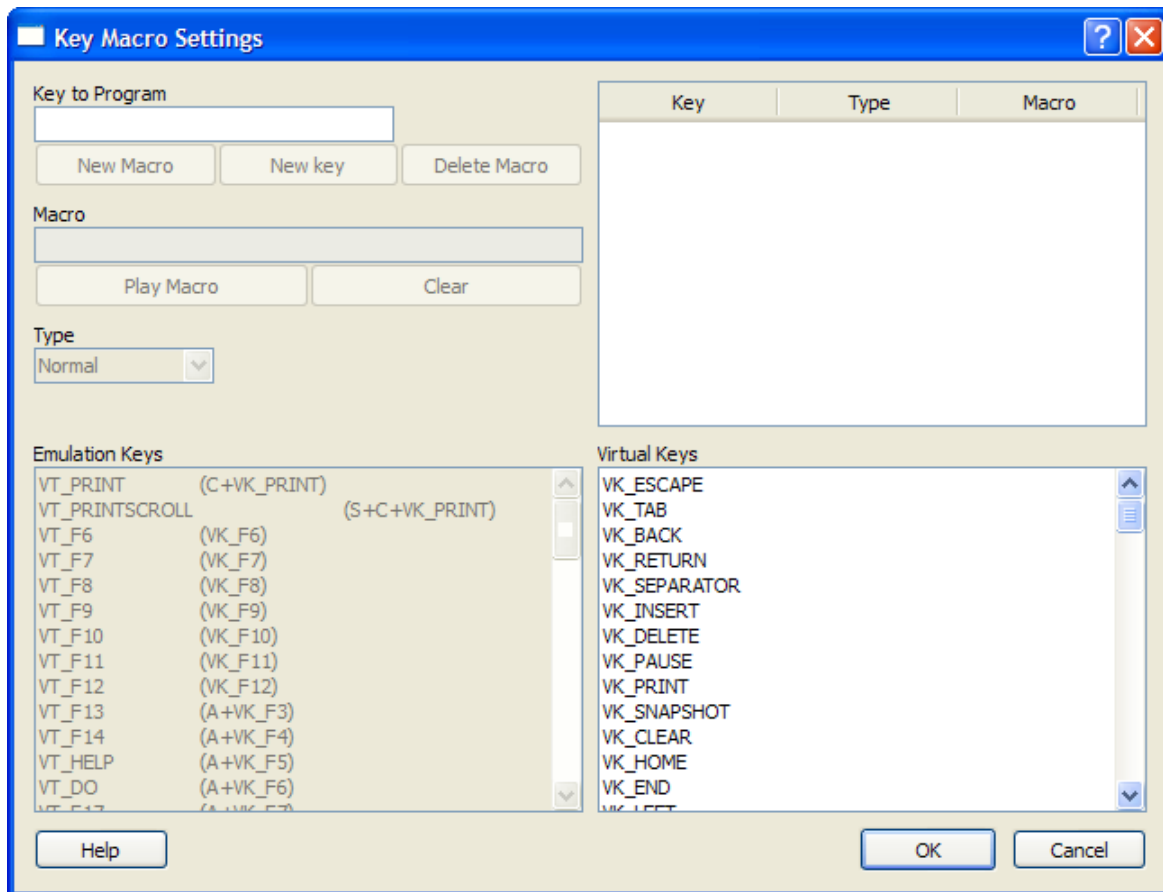 Key Macro Settings
Key to Program
New Macro New key Delete Macro
Macro
Play Macro Clear
Type
Normal
Key Type Macro
Emulation Keys
VT_PRINT (C+VK_PRINT)
VT_PRINTSCROLL (S+C+VK_PRINT)
VT_F6 (VK_F6)
VT_F7 (VK_F7)
VT_F8 (VK_F8)
VT_F9 (VK_F9)
VT_F10 (VK_F10)
VT_F11 (VK_F11)
VT_F12 (VK_F12)
VT_F13 (A+VK_F3)
VT_F14 (A+VK_F4)
VT_HELP (A+VK_F5)
VT_DO (A+VK_F6)
VT_F17 (A+VK_F7)
Virtual Keys
VK_ESCAPE
VK_TAB
VK_BACK
VK_RETURN
VK_SEPARATOR
VK_INSERT
VK_DELETE
VK_PAUSE
VK_PRINT
VK_SNAPSHOT
VK_CLEAR
VK_HOME
VK_END
VK_LEFT
Help OK Cancel